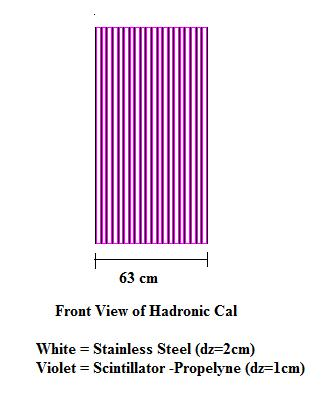 63 cm
Front View of Hadronic Cal
White = Stainless Steel (dz=2cm)
Violet = Scintillator -Propelyne (dz=1cm)